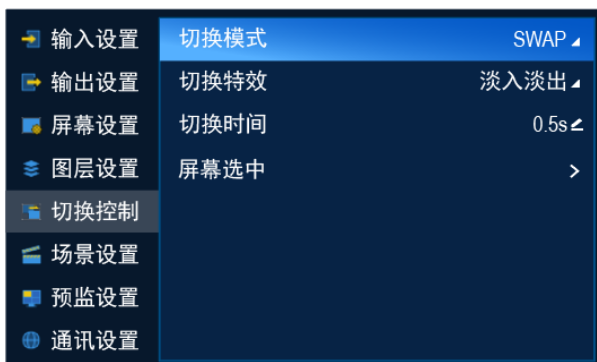 输入设置
输出设置
屏幕设置
图层设置
切换控制
场景设置
预监设置
通讯设置
切换模式 SWAP
切换特效 淡入淡出
切换时间 0.5s
屏幕选中 >